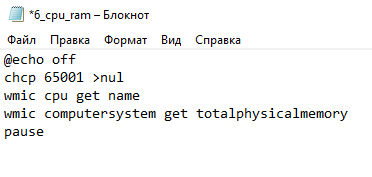 *6_cpu_ram – Блокнот
Файл Правка Формат Вид Справка
@echo off
chcp 65001 >nul
wmic cpu get name
wmic computersystem get totalphysicalmemory
pause